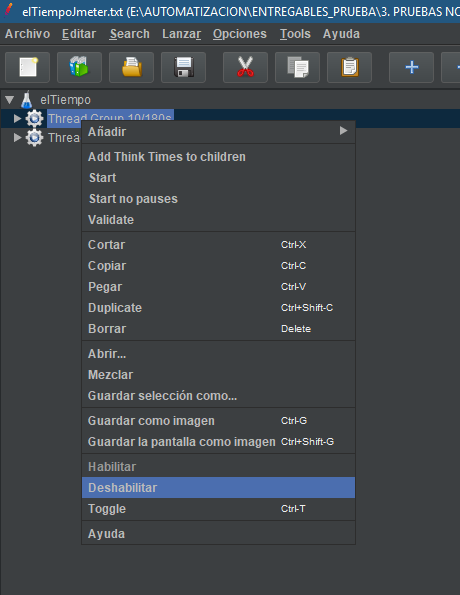 elTiempoJmeter.txt (E:\AUTOMATIZACION\ENTREGABLES_PRUEBA\3. PRUEBAS NO
Archivo Editar Search Lanzar Opciones Tools Ayuda
elTiempo
Thread Group 10/180s
Threa
Añadir
Add Think Times to children
Start
Start no pauses
Validate
Cortar Ctrl-X
Copiar Ctrl-C
Pegar Ctrl-V
Duplicate Ctrl+Shift-C
Borrar Delete
Abrir...
Mezclar
Guardar selección como...
Guardar como imagen Ctrl-G
Guardar la pantalla como imagen Ctrl+Shift-G
Habilitar
Deshabilitar
Toggle Ctrl-T
Ayuda